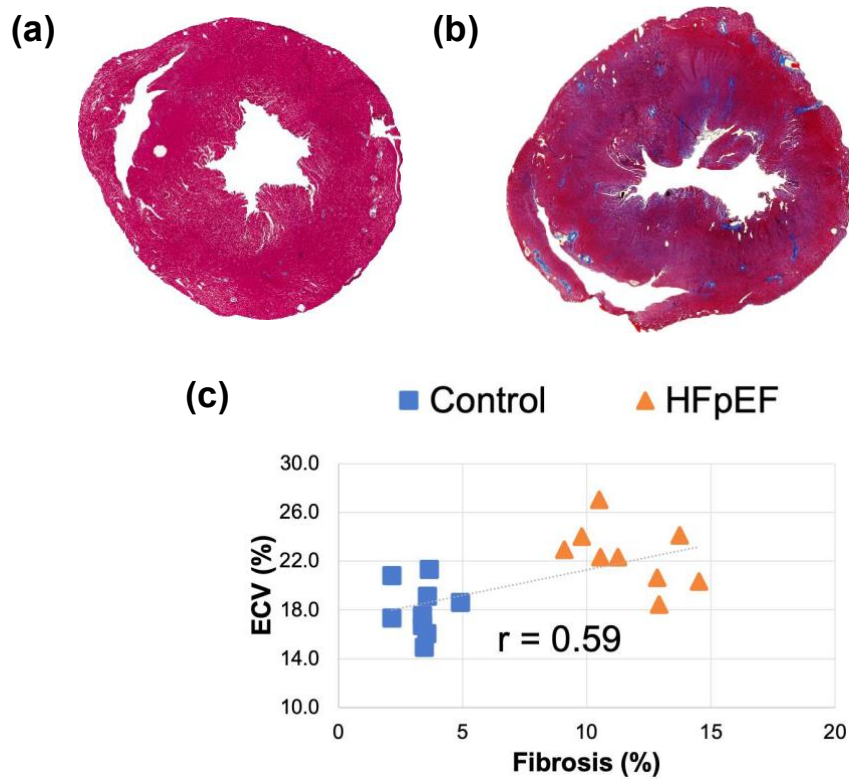 (a)
(b)
(c)
Control
HFpEF
30.0
26.0
22.0
18.0
14.0
10.0
ECV (%)
r = 0.59
0
5
10
15
20
Fibrosis (%)